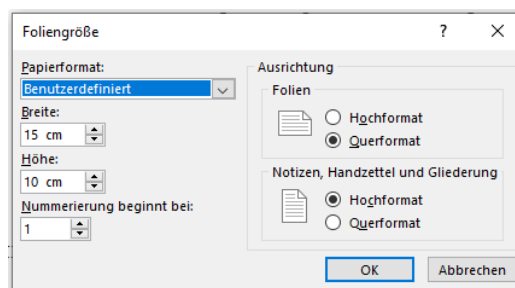 Foliengröße ? ×
Papierformat:
Benutzerdefiniert
Breite:
15 cm
Höhe:
10 cm
Nummerierung beginnt bei:
1
Ausrichtung
Folien
Hochformat
Querformat
Notizen, Handzettel und Gliederung
Hochformat
Querformat
OK Abbrechen